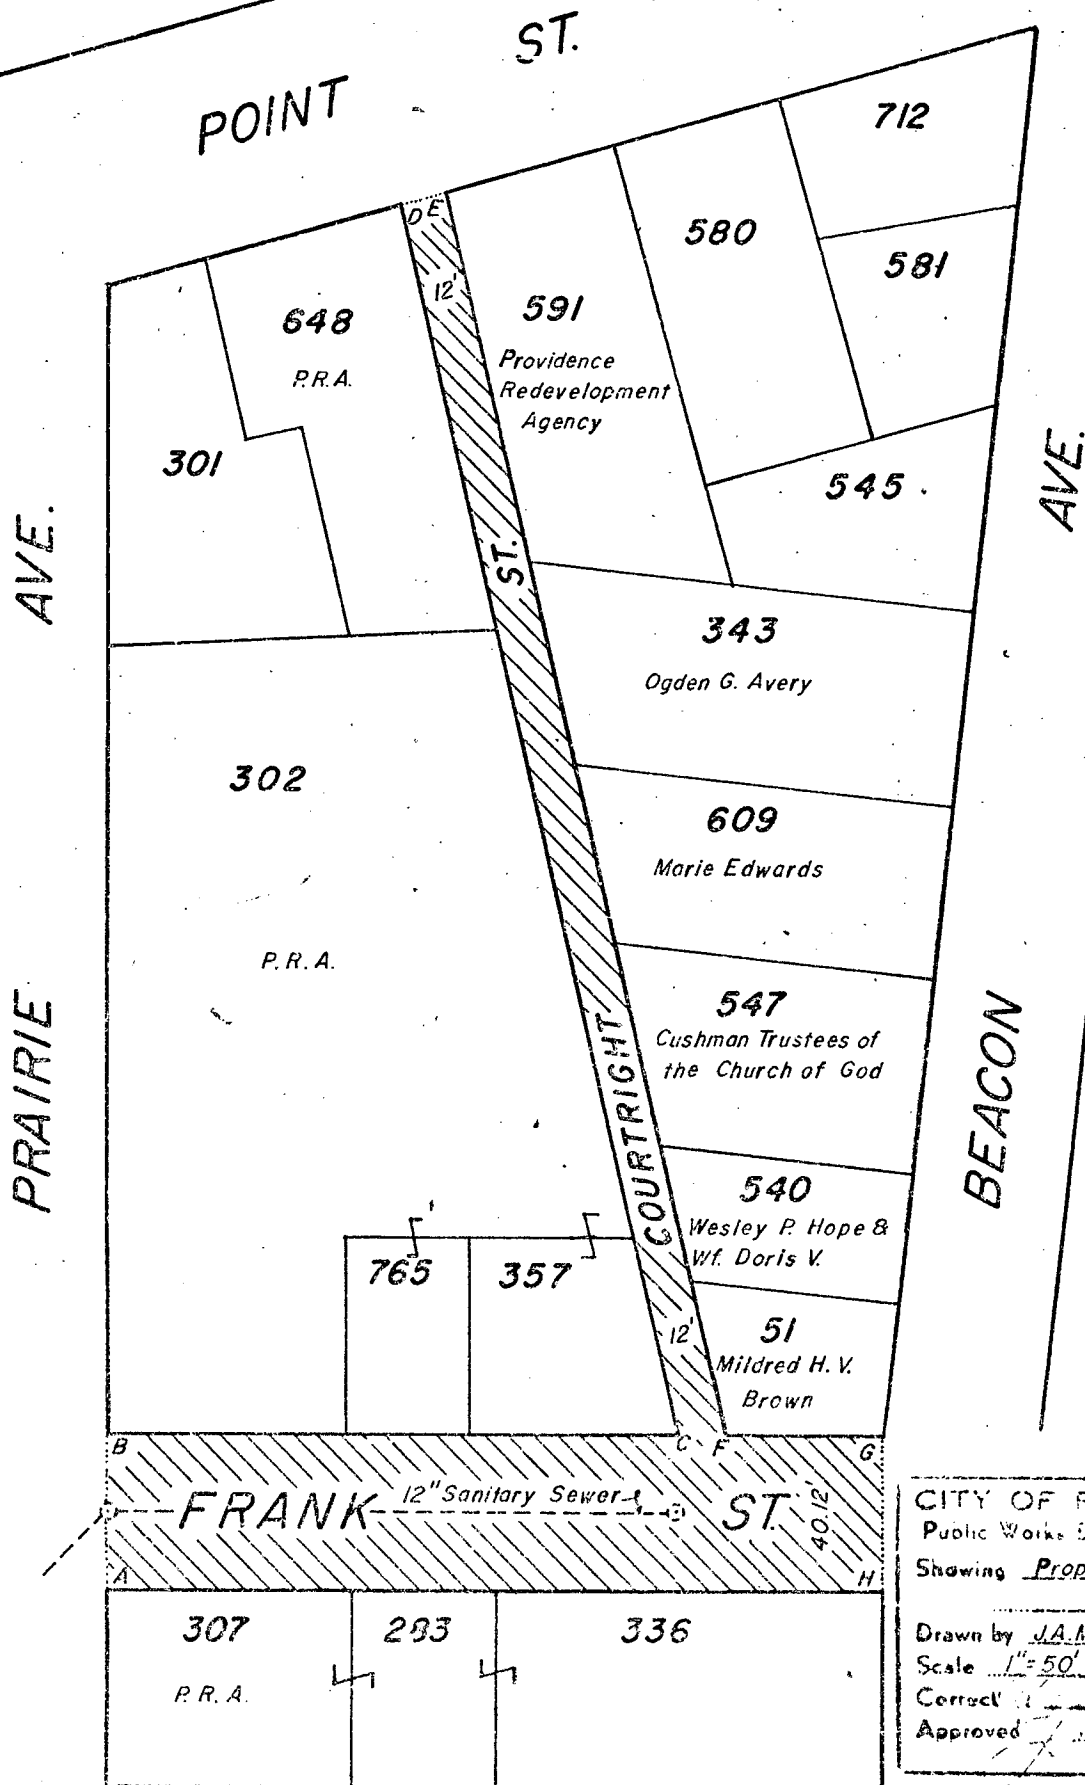 POINT ST.
712
D E
580
581
12'
591
648
Providence
Redevelopment
Agency
P.R.A.
301
545
AVE.
AVE.
ST.
343
Ogden G. Avery
302
609
Marie Edwards
P.R.A.
547
Cushman Trustees of
the Church of God
PRAIRIE
BEACON
COURTRIGHT
540
Wesley P. Hope &
Wf. Doris V.
765
357
12'
51
Mildred H. V.
Brown
B
C
F
G
12" Sanitary Sewer
FRANK ST.
40.12'
A
H
307
283
336
P.R.A.
CITY OF
Public Works
Showing Prop
Drawn by J.A.
Scale 1"=50'
Correct
Approved